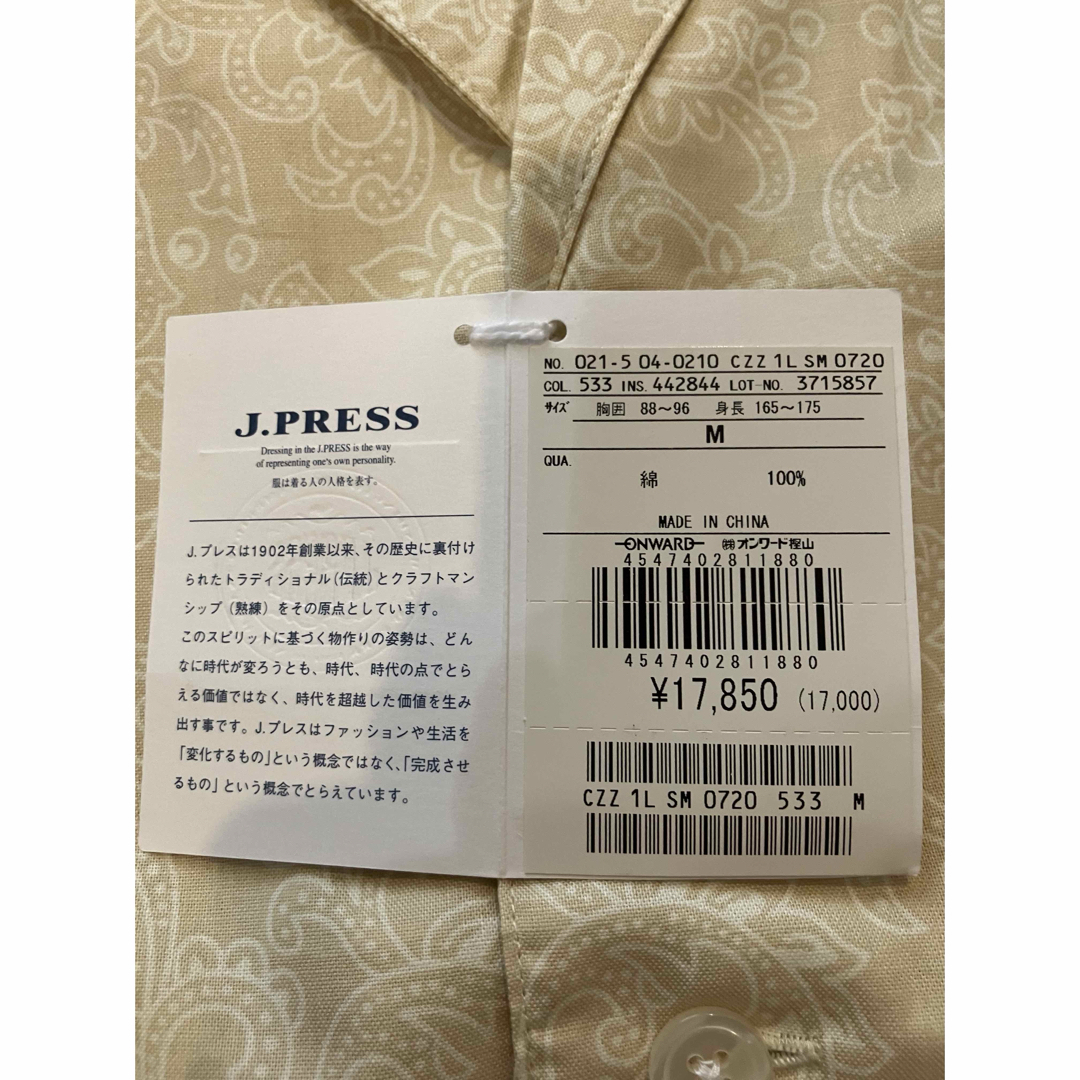 J.PRESS
Dressing in the J.PRESS is the way
of representing one's own personality.
服は着る人の人格を表す。
J.プレスは1902年創業以来、その歴史に裏付け
られたトラディショナル(伝統)とクラフトマン
シップ(熟練)をその原点としています。
このスピリットに基づく物作りの姿勢は、どん
なに時代が変ろうとも、時代、時代の点でとら
える価値ではなく、時代を超越した価値を生み
出す事です。J.プレスはファッションや生活を
「変化するもの」という概念ではなく、「完成させ
るもの」という概念でとらえています。
NO. 021-5 04-0210 CZZ 1L SM 0720
COL. 533 INS. 442844 LOT-NO. 3715857
サイズ 胸囲 88～96 身長 165～175
M
QUA.
綿 100%
MADE IN CHINA
ONWARD ㈱オンワード樫山
4547402811880
4547402811880
¥17,850 (17,000)
CZZ 1L SM 0720 533 M